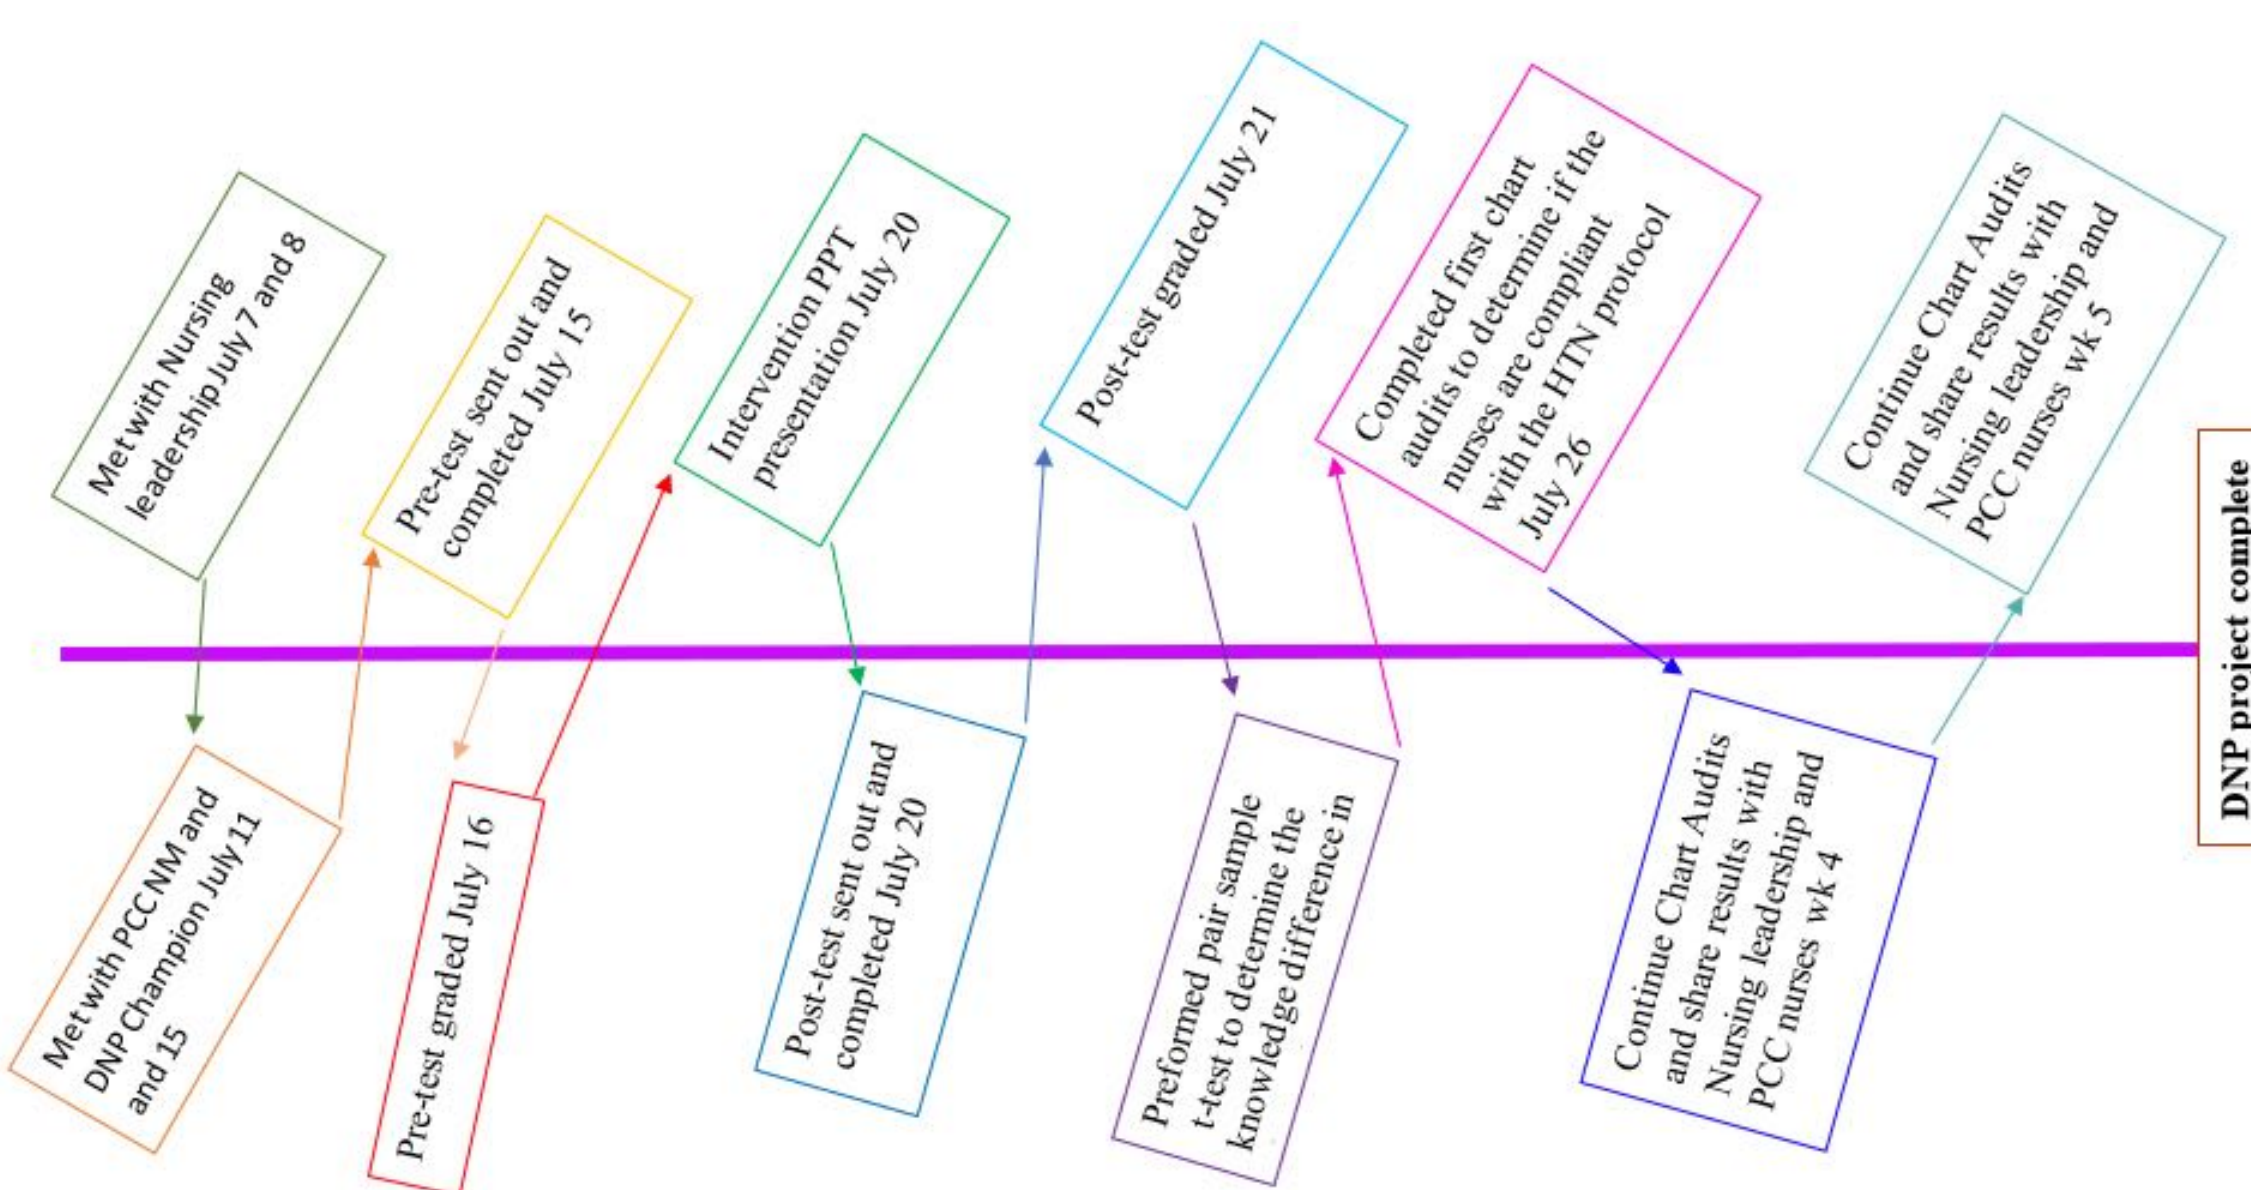 Met with Nursing
leadership July 7 and 8
Met with PCC NM and
DNP Champion July 11
and 15
Pre-test sent out and
completed July 15
Pre-test graded July 16
Intervention PPT
presentation July 20
Post-test sent out and
completed July 20
Post-test graded July 21
Preformed pair sample
t-test to determine the
knowledge difference in
Completed first chart
audits to determine if the
nurses are compliant
with the HTN protocol
July 26
Continue Chart Audits
and share results with
Nursing leadership and
PCC nurses wk 4
Continue Chart Audits
and share results with
Nursing leadership and
PCC nurses wk 5
DNP project complete